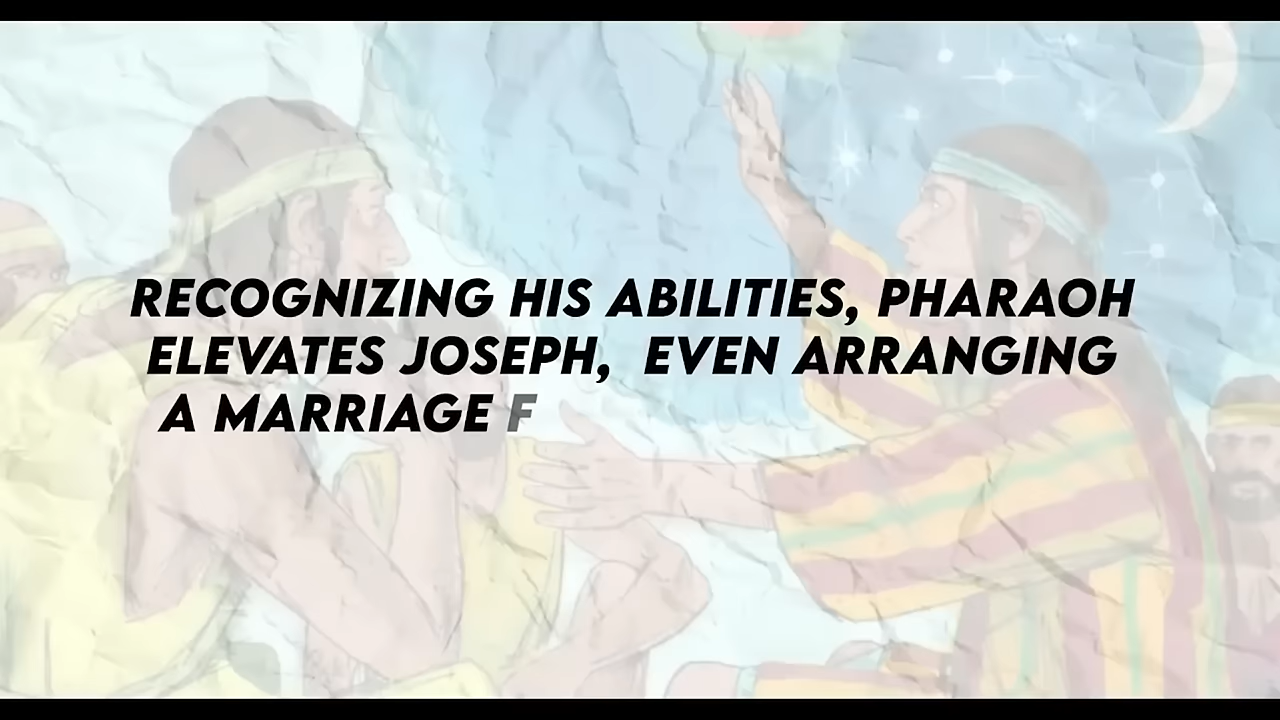 RECOGNIZING HIS ABILITIES, PHARAOH
ELEVATES JOSEPH, EVEN ARRANGING
A MARRIAGE F